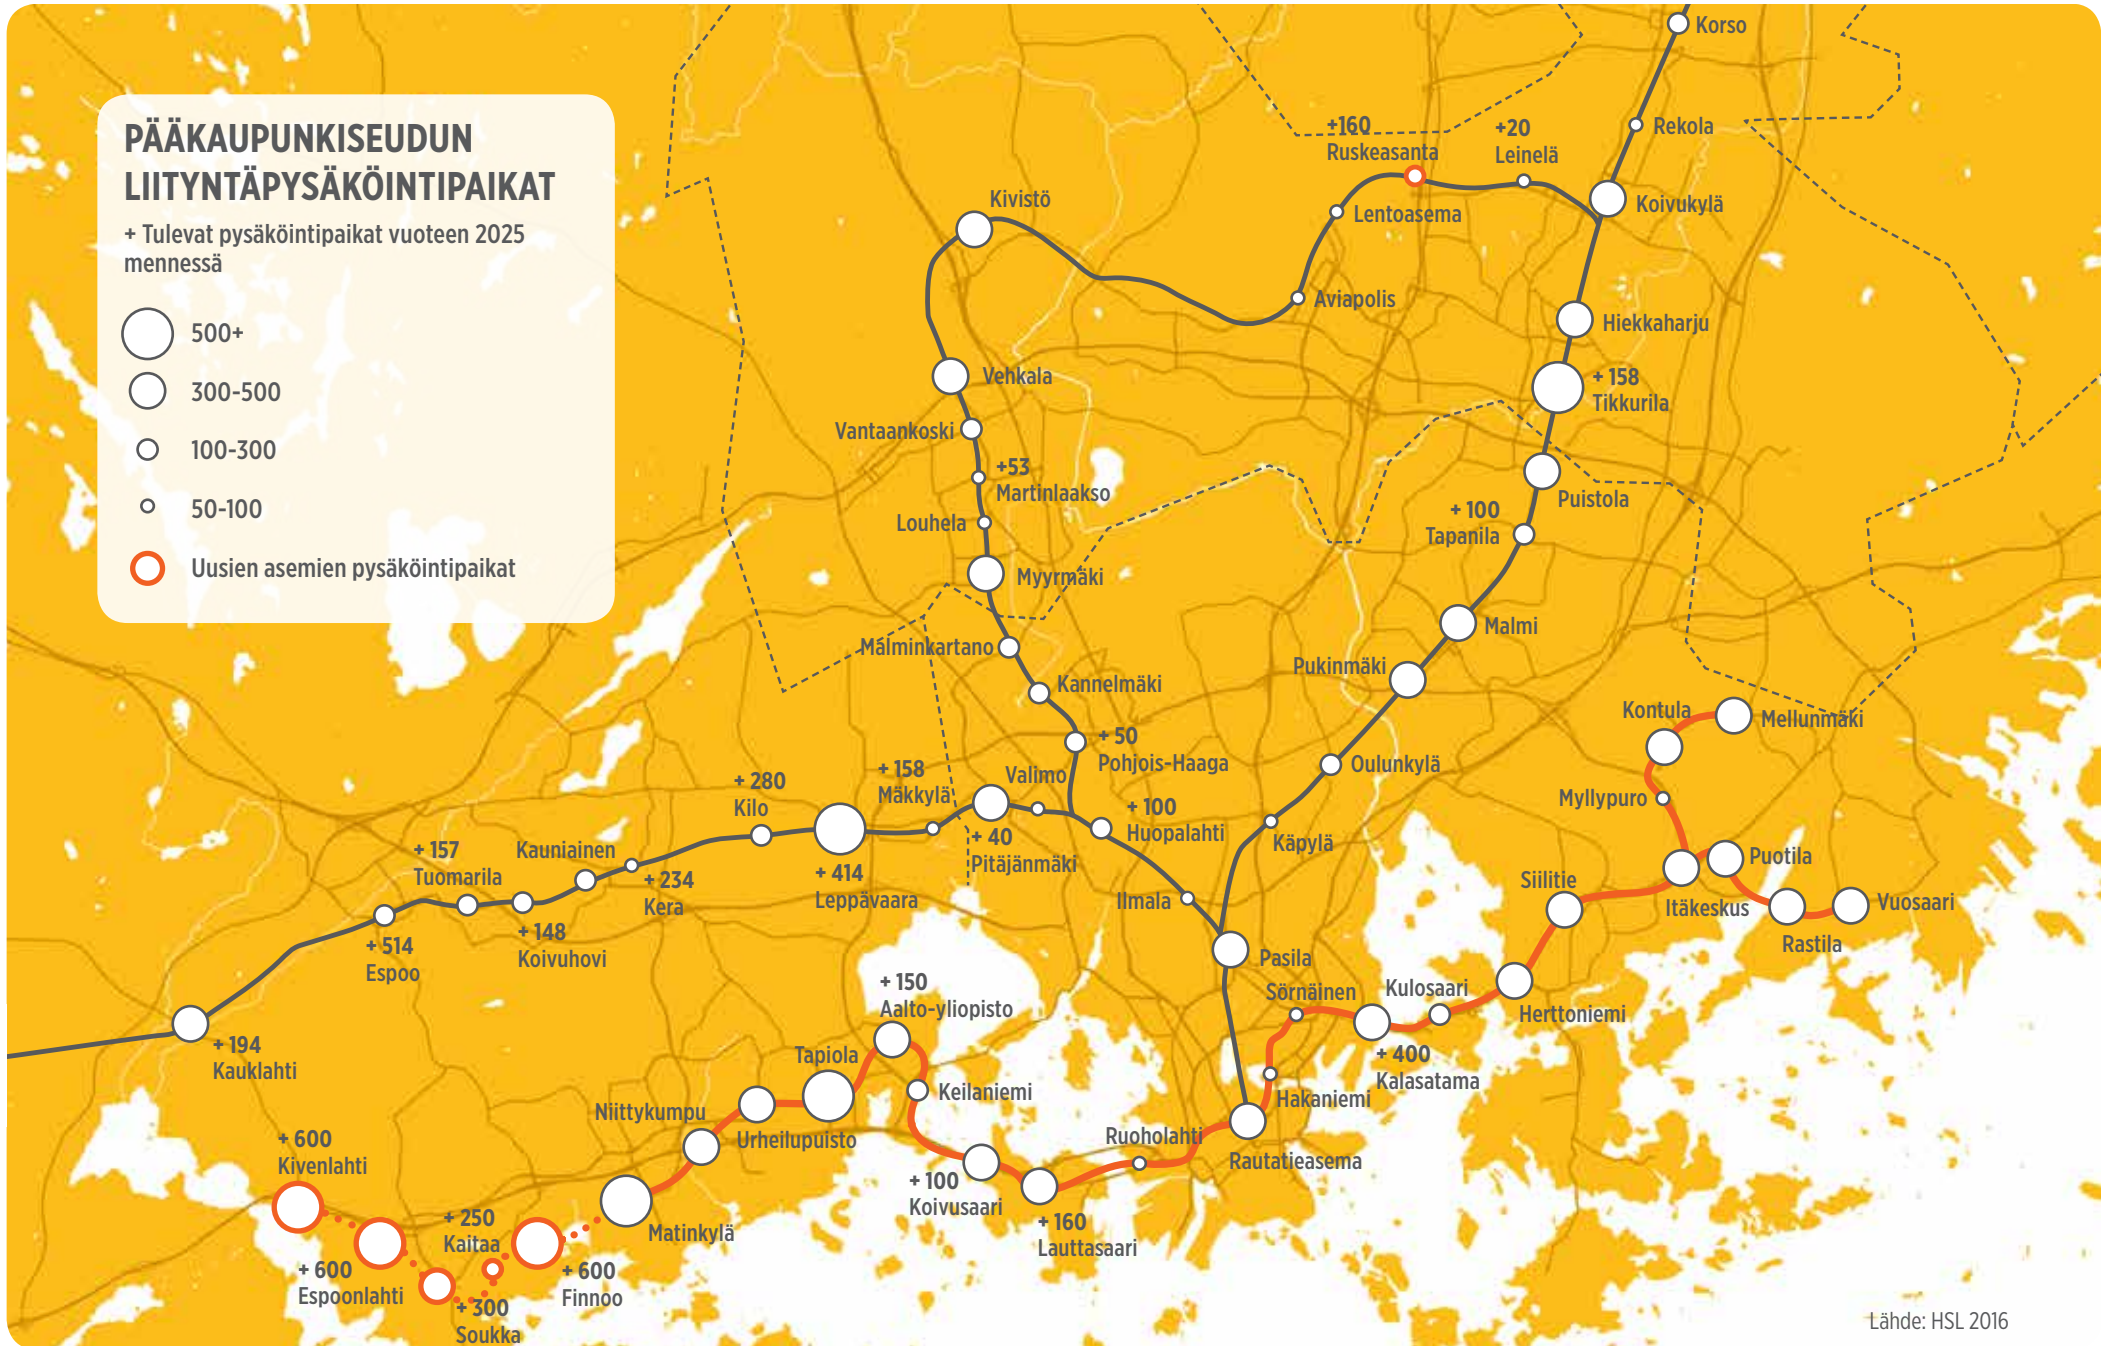 PÄÄKAUPUNKISEUDUN
LIITYNTÄPYSÄKÖINTIPAIKAT
+ Tulevat pysäköintipaikat vuoteen 2025
mennessä
500+
300-500
100-300
50-100
Uusien asemien pysäköintipaikat
Korso
Rekola
+160
Ruskeasanta
+20
Leinelä
Koivukylä
Lentoasema
Kivistö
Aviapolis
Hiekkaharju
Vehkala
+ 158
Tikkurila
Vantaankoski
+53
Martinlaakso
Puistola
Louhela
+ 100
Tapanila
Myyrmäki
Malmi
Malminkartano
Pukinmäki
Kannelmäki
Kontula
Mellunmäki
+ 50
Pohjois-Haaga
Oulunkylä
Myllypuro
+ 280
Kilo
+ 158
Mäkkylä
Valimo
+ 100
Huopalahti
Käpylä
+ 40
Pitäjänmäki
Kauniainen
+ 157
Tuomarila
+ 234
Kera
+ 414
Leppävaara
Ilmala
Puotila
Siilitie
Itäkeskus
Vuosaari
Rastila
+ 148
Koivuhovi
+ 514
Espoo
Pasila
+ 150
Aalto-yliopisto
Sörnäinen
Kulosaari
Herttoniemi
+ 194
Kauklahti
Tapiola
+ 400
Kalasatama
Keilaniemi
Hakaniemi
Niittykumpu
Urheilupuisto
Ruoholahti
Rautatieasema
+ 600
Kivenlahti
+ 100
Koivusaari
+ 160
Lauttasaari
+ 250
Kaitaa
Matinkylä
+ 600
Espoonlahti
+ 600
Finnoo
+ 300
Soukka
Lähde: HSL 2016